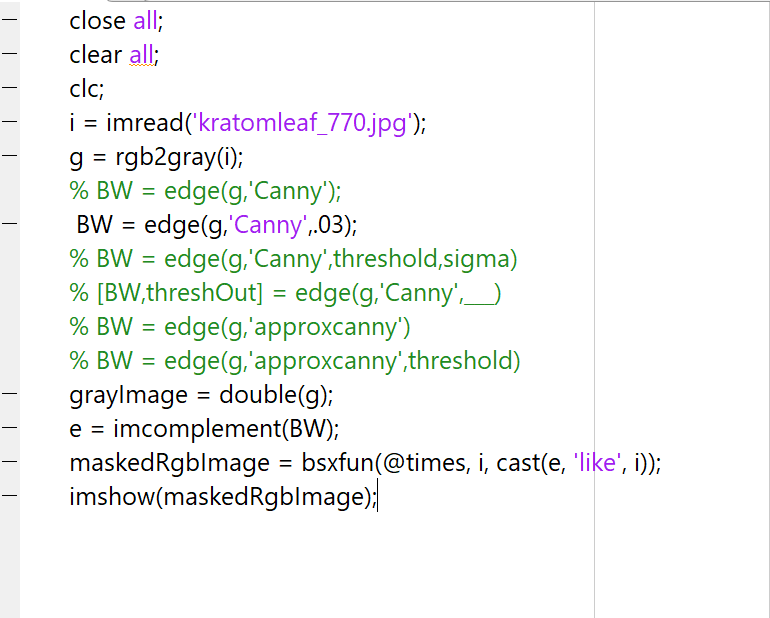 close all;
clear all;
clc;
i = imread('kratomleaf_770.jpg');
g = rgb2gray(i);
% BW = edge(g,'Canny');
BW = edge(g,'Canny',.03);
% BW = edge(g,'Canny',threshold,sigma)
% [BW,threshOut] = edge(g,'Canny',___)
% BW = edge(g,'approxcanny')
% BW = edge(g,'approxcanny',threshold)
grayImage = double(g);
e = imcomplement(BW);
maskedRgbImage = bsxfun(@times, i, cast(e, 'like', i));
imshow(maskedRgbImage);